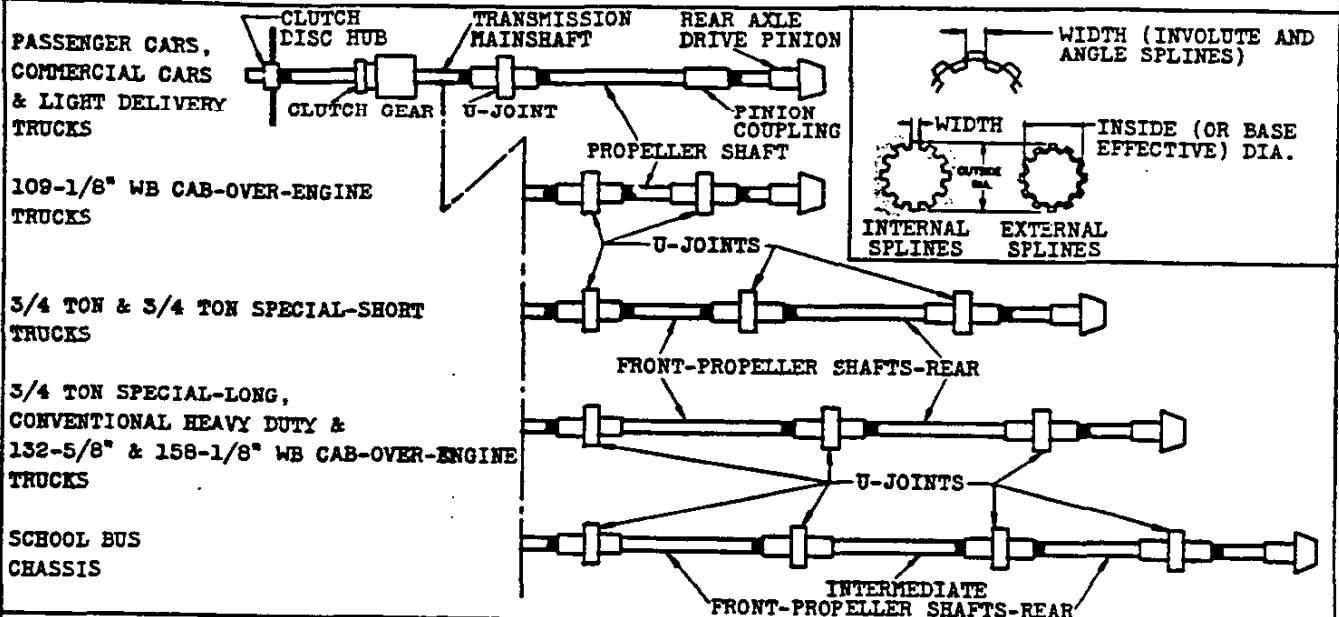 PASSENGER CARS,
COMMERCIAL CARS
& LIGHT DELIVERY
TRUCKS
CLUTCH
DISC HUB
TRANSMISSION
MAINSHAFT
REAR AXLE
DRIVE PINION
CLUTCH GEAR
U-JOINT
PINION
COUPLING
PROPELLER SHAFT
WIDTH (INVOLUTE AND
ANGLE SPLINES)
WIDTH
INSIDE (OR BASE
EFFECTIVE) DIA.
OUTSIDE
DIA.
INTERNAL
SPLINES
EXTERNAL
SPLINES
109-1/8" WB CAB-OVER-ENGINE
TRUCKS
U-JOINTS
3/4 TON & 3/4 TON SPECIAL-SHORT
TRUCKS
FRONT-PROPELLER SHAFTS-REAR
3/4 TON SPECIAL-LONG,
CONVENTIONAL HEAVY DUTY &
132-5/8" & 158-1/8" WB CAB-OVER-ENGINE
TRUCKS
U-JOINTS
SCHOOL BUS
CHASSIS
INTERMEDIATE
FRONT-PROPELLER SHAFTS-REAR